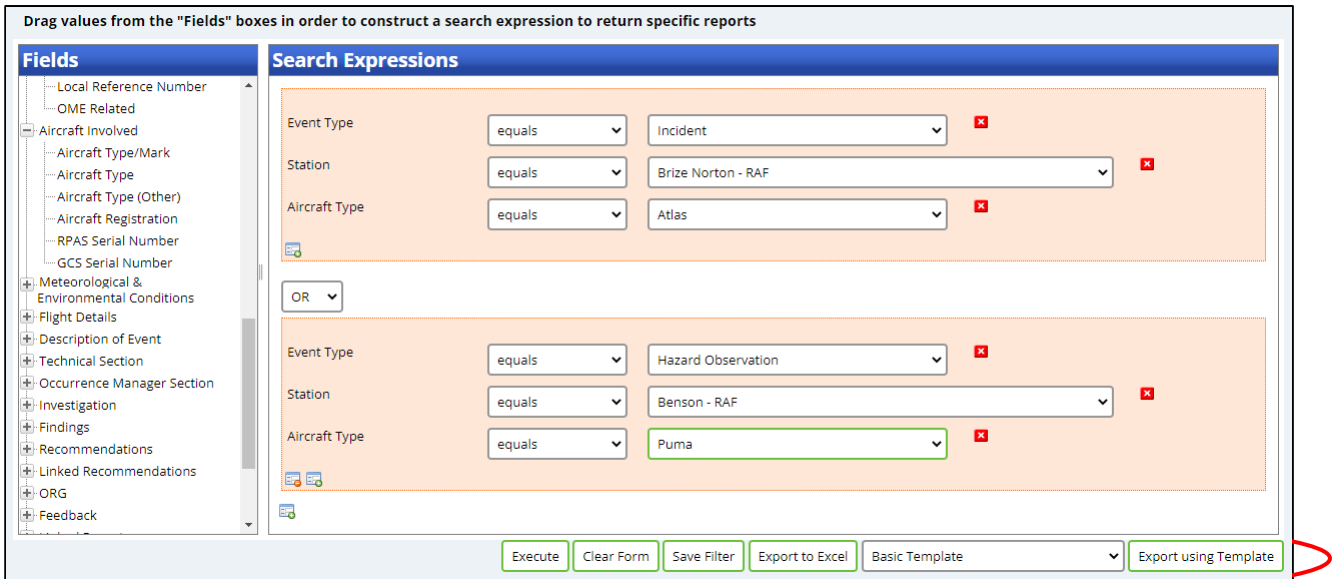 Drag values from the "Fields" boxes in order to construct a search expression to return specific reports
Fields
Local Reference Number
OME Related
Aircraft Involved
Aircraft Type/Mark
Aircraft Type
Aircraft Type (Other)
Aircraft Registration
RPAS Serial Number
GCS Serial Number
Meteorological &
Environmental Conditions
Flight Details
Description of Event
Technical Section
Occurrence Manager Section
Investigation
Findings
Recommendations
Linked Recommendations
ORG
Feedback
Search Expressions
Event Type equals Incident
Station equals Brize Norton - RAF
Aircraft Type equals Atlas
OR
Event Type equals Hazard Observation
Station equals Benson - RAF
Aircraft Type equals Puma
Execute Clear Form Save Filter Export to Excel Basic Template Export using Template